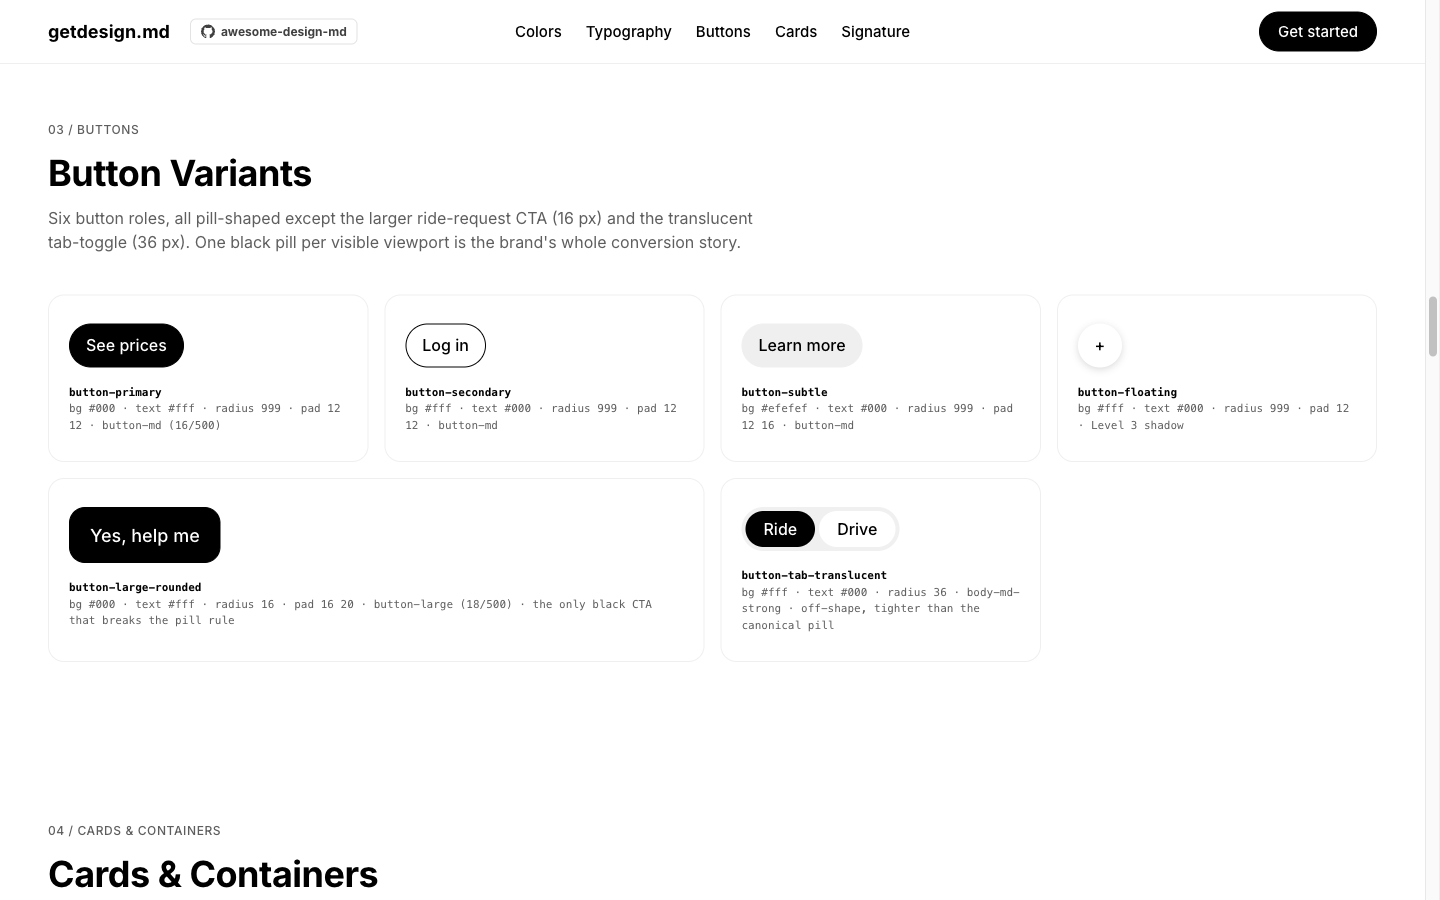 getdesign.md
awesome-design-md
Colors
Typography
Buttons
Cards
Signature
Get started
03 / BUTTONS
Button Variants
Six button roles, all pill-shaped except the larger ride-request CTA (16 px) and the translucent
tab-toggle (36 px). One black pill per visible viewport is the brand's whole conversion story.
See prices
button-primary
bg #000 · text #fff · radius 999 · pad 12
12 · button-md (16/500)
Log in
button-secondary
bg #fff · text #000 · radius 999 · pad 12
12 · button-md
Learn more
button-subtle
bg #efefef · text #000 · radius 999 · pad
12 16 · button-md
+
button-floating
bg #fff · text #000 · radius 999 · pad 12
· Level 3 shadow
Yes, help me
button-large-rounded
bg #000 · text #fff · radius 16 · pad 16 20 · button-large (18/500) · the only black CTA
that breaks the pill rule
Ride
Drive
button-tab-translucent
bg #fff · text #000 · radius 36 · body-md-
strong · off-shape, tighter than the
canonical pill
04 / CARDS & CONTAINERS
Cards & Containers